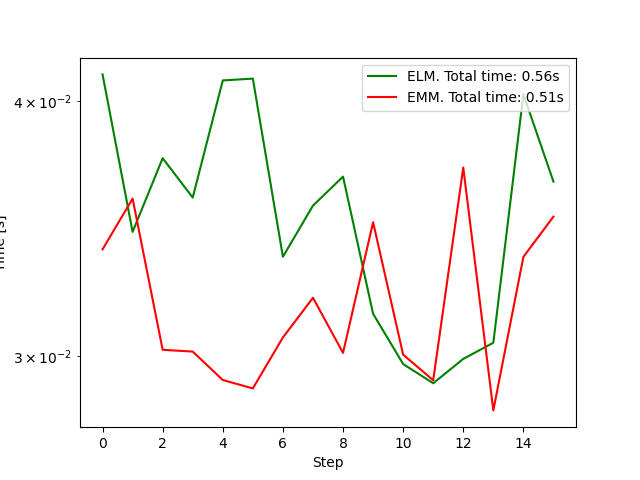 ELM. Total time: 0.56s
EMM. Total time: 0.51s
4 × 10⁻²
3 × 10⁻²
0 2 4 6 8 10 12 14
Step